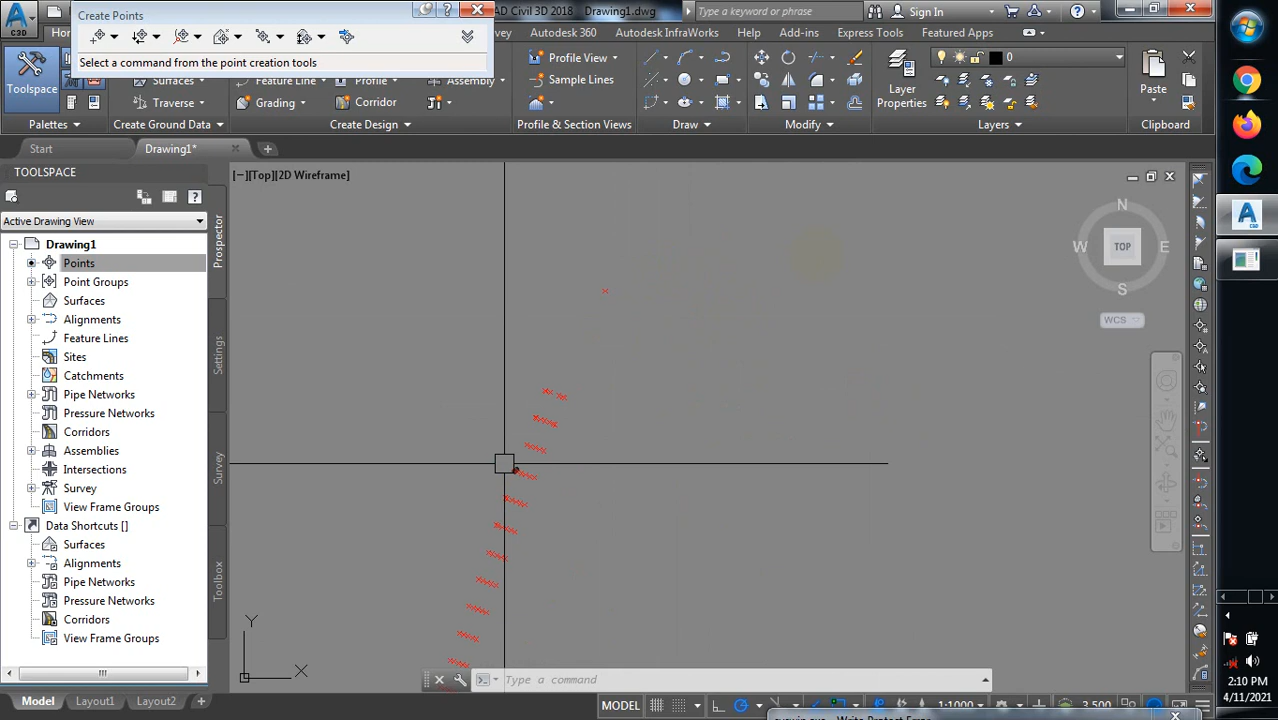 Create Points
AD Civil 3D 2018 Drawing1.dwg
Type a keyword or phrase
Sign In
Select a command from the point creation tools
Autodesk 360 Autodesk InfraWorks Help Add-ins Express Tools Featured Apps
C3D
Toolspace
Surfaces
Traverse
Feature Line
Grading
Profile
Corridor
Assembly
Profile View
Sample Lines
0
Layer
Properties
Paste
Palettes Create Ground Data Create Design Profile & Section Views Draw Modify Layers Clipboard
Start Drawing1*
TOOLSPACE
[−][Top][2D Wireframe]
Active Drawing View
Drawing1
Points
Point Groups
Surfaces
Alignments
Feature Lines
Sites
Catchments
Pipe Networks
Pressure Networks
Corridors
Assemblies
Intersections
Survey
View Frame Groups
Data Shortcuts []
Surfaces
Alignments
Pipe Networks
Pressure Networks
Corridors
View Frame Groups
Prospector
Settings
Survey
Toolbox
N
W TOP E
S
WCS
Y
X
Type a command
Model Layout1 Layout2
MODEL
1:1000
3.500
2:10 PM
4/11/2021